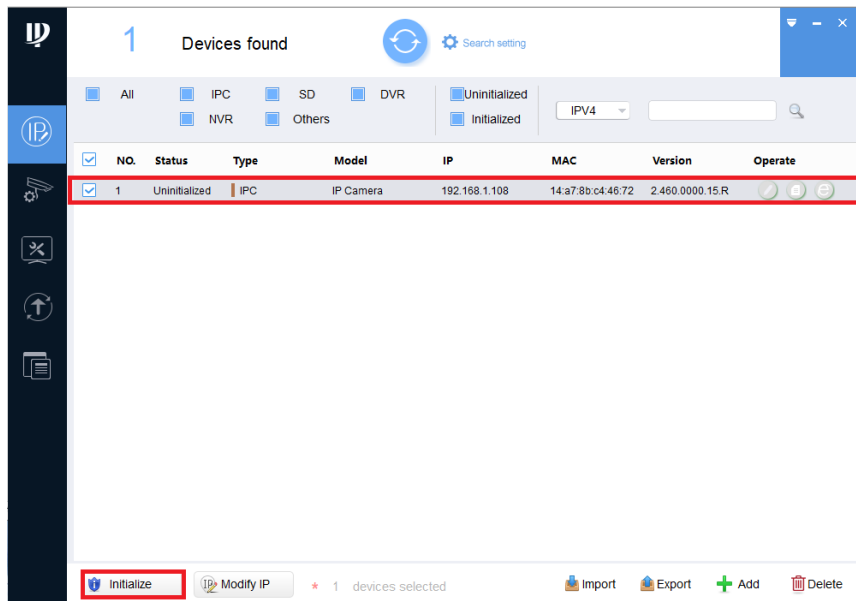 1 Devices found Search setting
All IPC SD DVR Uninitialized
NVR Others Initialized
IPV4
NO. Status Type Model IP MAC Version Operate
1 Uninitialized IPC IP Camera 192.168.1.108 14:a7:8b:c4:46:72 2.460.0000.15.R
Initialize Modify IP * 1 devices selected Import Export Add Delete